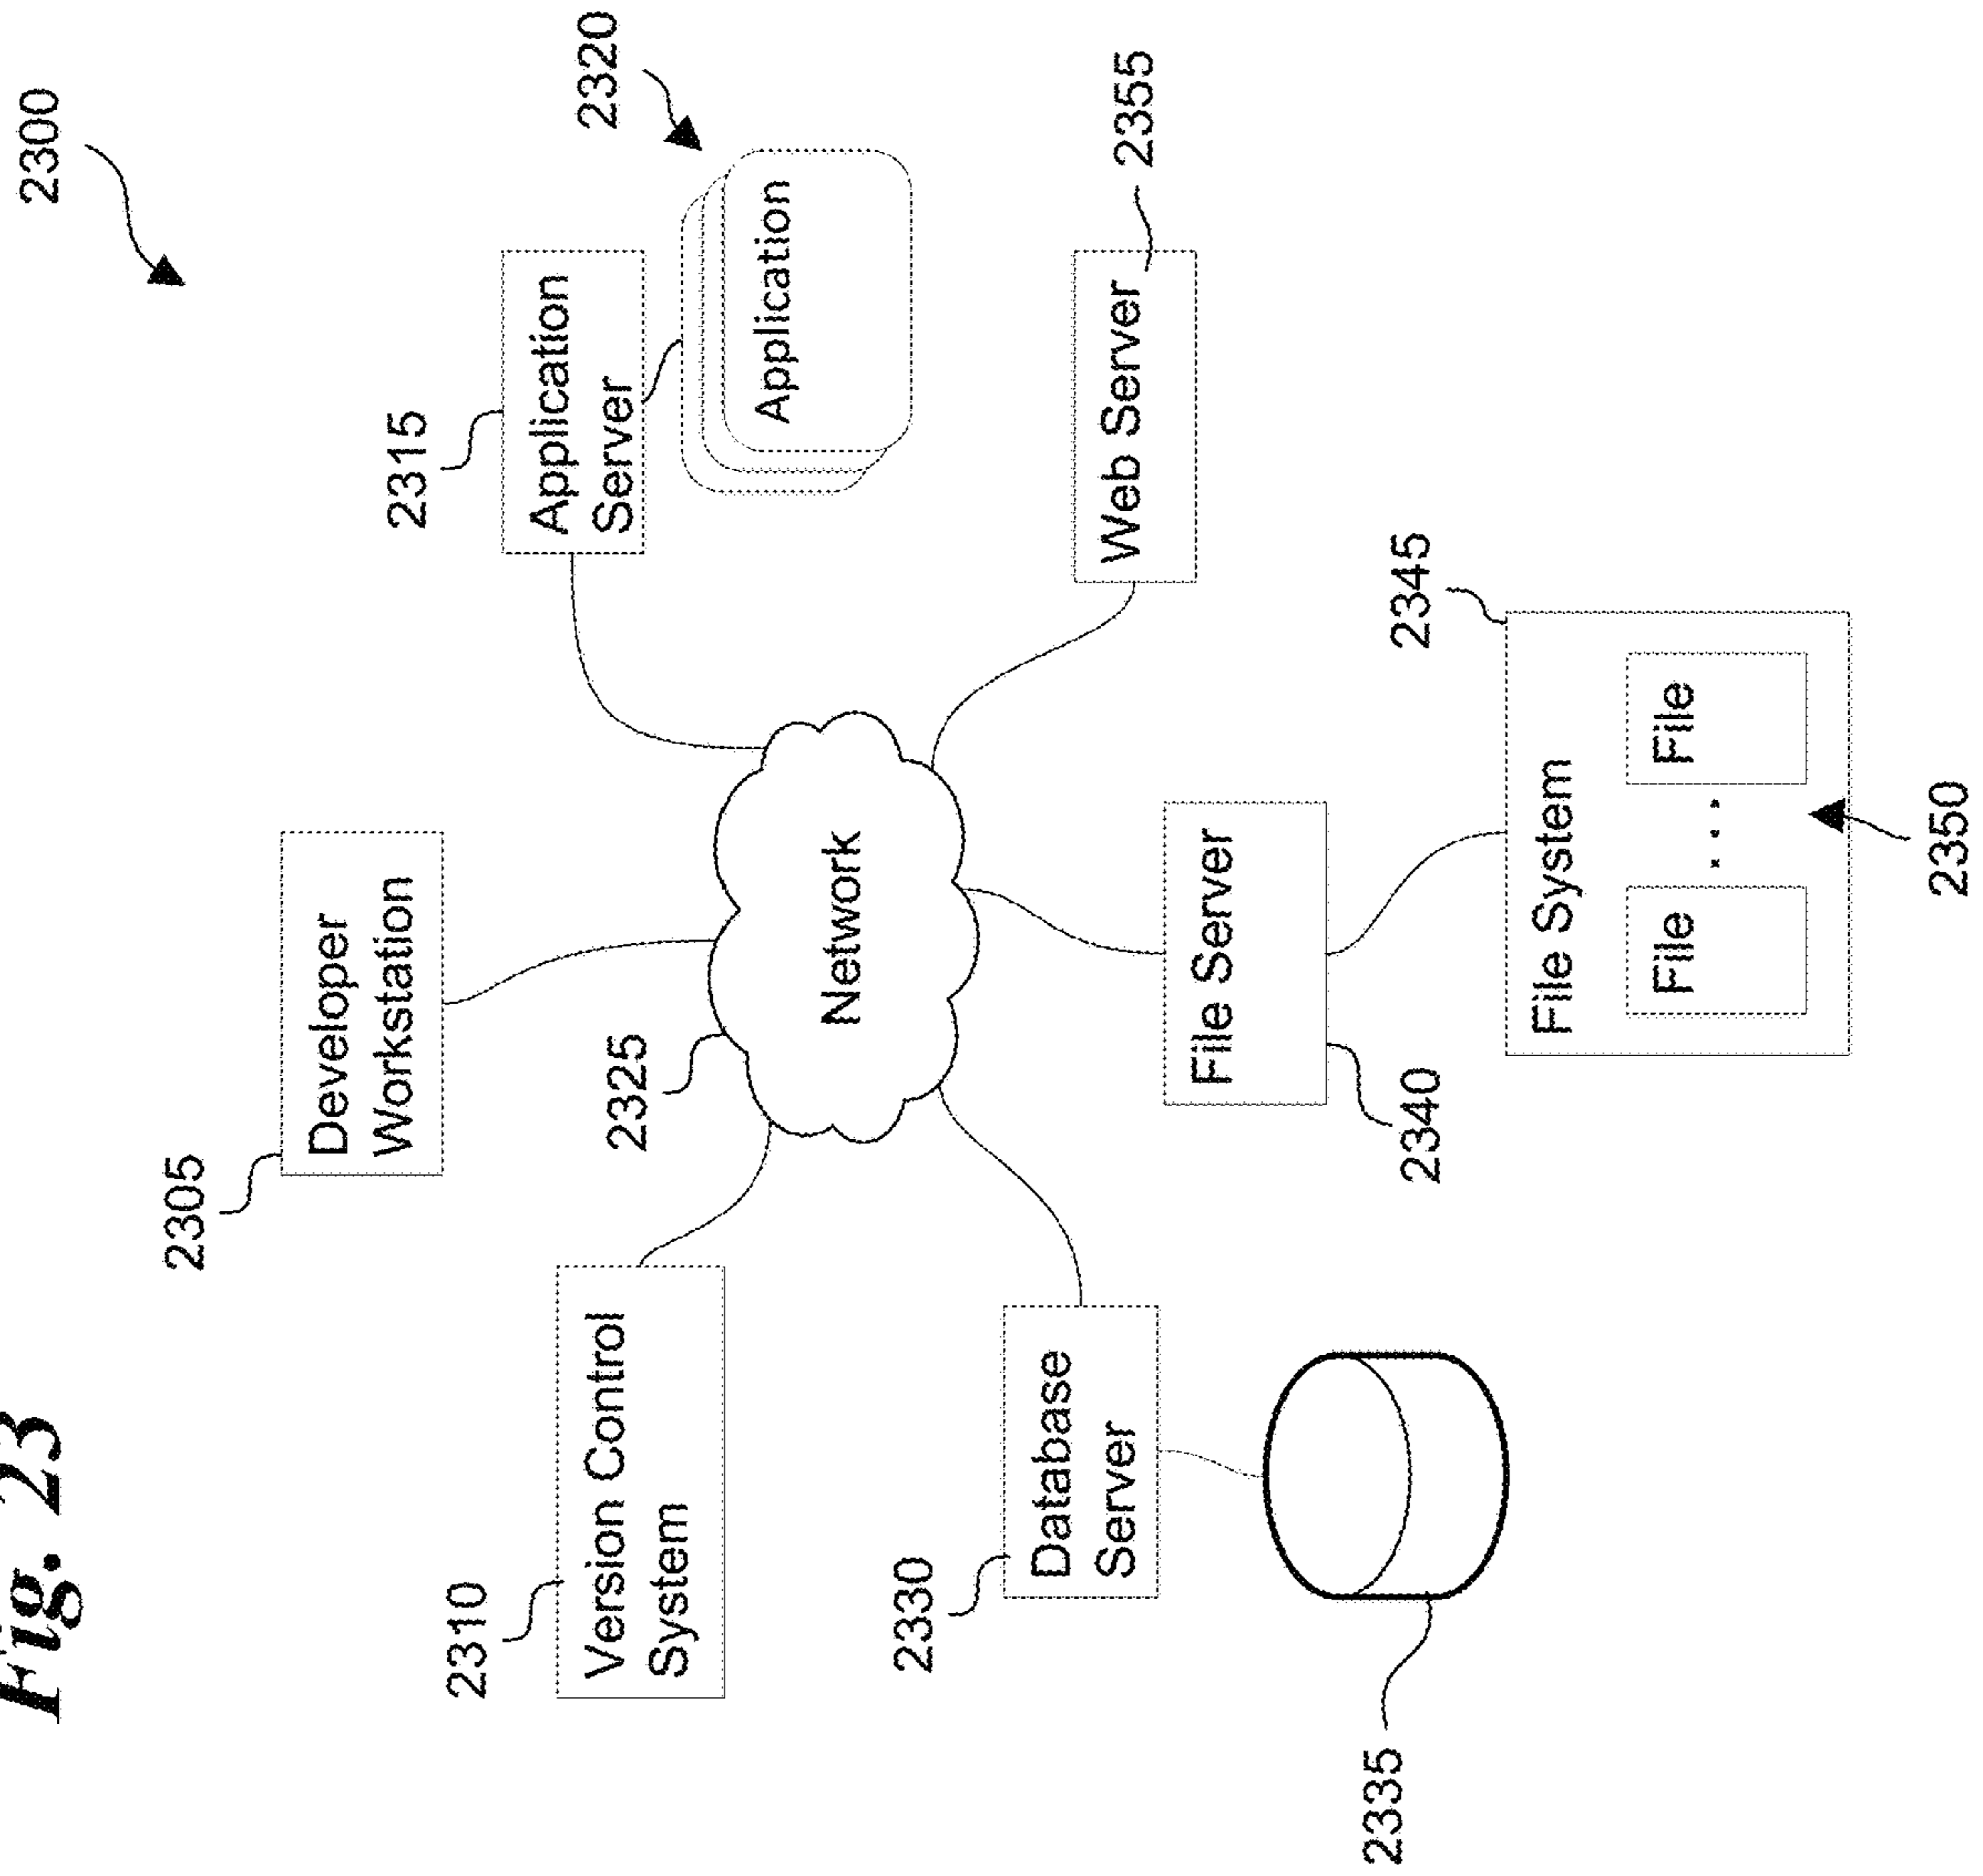 Fig. 23
2300
2305
Developer
Workstation
2310
Version Control
System
2315
Application
Server
2320
Application
2325
Network
2330
Database
Server
2335
File Server
2340
Web Server
2355
2345
File System
File
. . .
File
2350